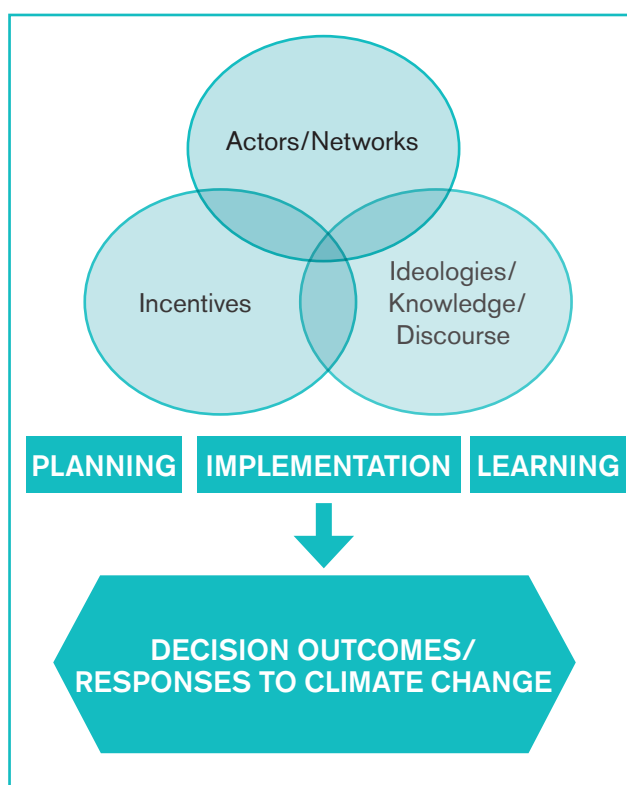 Actors/Networks
Incentives
Ideologies/
Knowledge/
Discourse
PLANNING
IMPLEMENTATION
LEARNING
DECISION OUTCOMES/
RESPONSES TO CLIMATE CHANGE